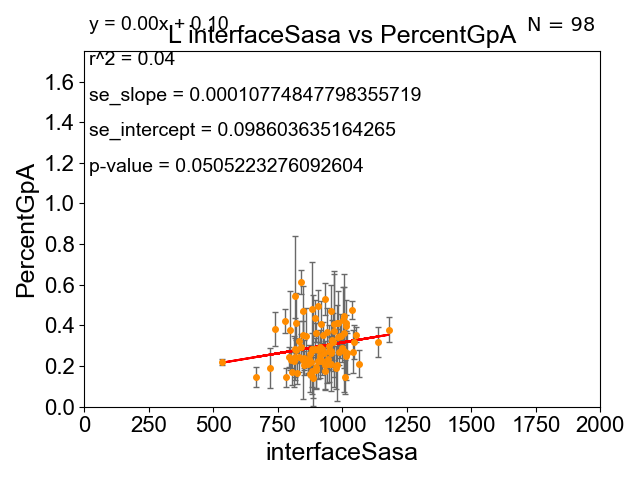 y = 0.00x + 0.10
N = 98
L interfaceSasa vs PercentGpA
r^2 = 0.04
se_slope = 0.00010774847798355719
se_intercept = 0.098603635164265
p-value = 0.0505223276092604
PercentGpA
1.6
1.4
1.2
1.0
0.8
0.6
0.4
0.2
0.0
0 250 500 750 1000 1250 1500 1750 2000
interfaceSasa